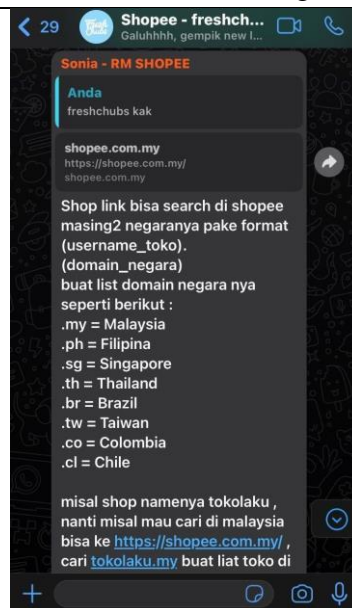 29
Shopee - freshch...
Galuhhhh, gempik new l...
Sonia - RM SHOPEE
Anda
freshchubs kak
shopee.com.my
https://shopee.com.my/
shopee.com.my
Shop link bisa search di shopee
masing2 negaranya pake format
(username_toko).
(domain_negara)
buat list domain negara nya
seperti berikut :
.my = Malaysia
.ph = Filipina
.sg = Singapore
.th = Thailand
.br = Brazil
.tw = Taiwan
.co = Colombia
.cl = Chile
misal shop namenya tokolaku ,
nanti misal mau cari di malaysia
bisa ke https://shopee.com.my/ ,
cari tokolaku.my buat liat toko di